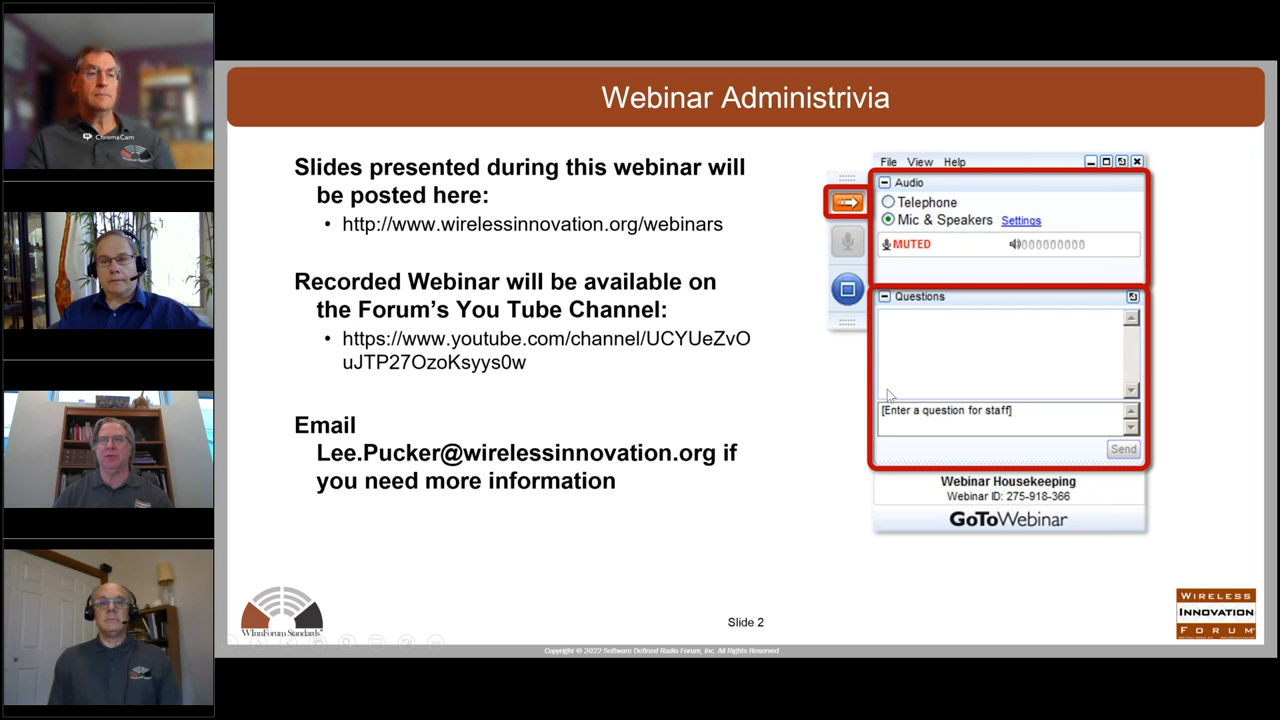 ChromaCam
Webinar Administrivia
Slides presented during this webinar will
be posted here:
• http://www.wirelessinnovation.org/webinars
Recorded Webinar will be available on
the Forum's You Tube Channel:
• https://www.youtube.com/channel/UCYUeZvO
uJTP27OzoKsyys0w
Email
Lee.Pucker@wirelessinnovation.org if
you need more information
File View Help
Audio
Telephone
Mic & Speakers Settings
MUTED
Questions
[Enter a question for staff]
Send
Webinar Housekeeping
Webinar ID: 275-918-366
GoToWebinar
WInnForum Standards
Slide 2
WIRELESS
INNOVATION
FORUM
Copyright © 2022 Software Defined Radio Forum, Inc. All Rights Reserved